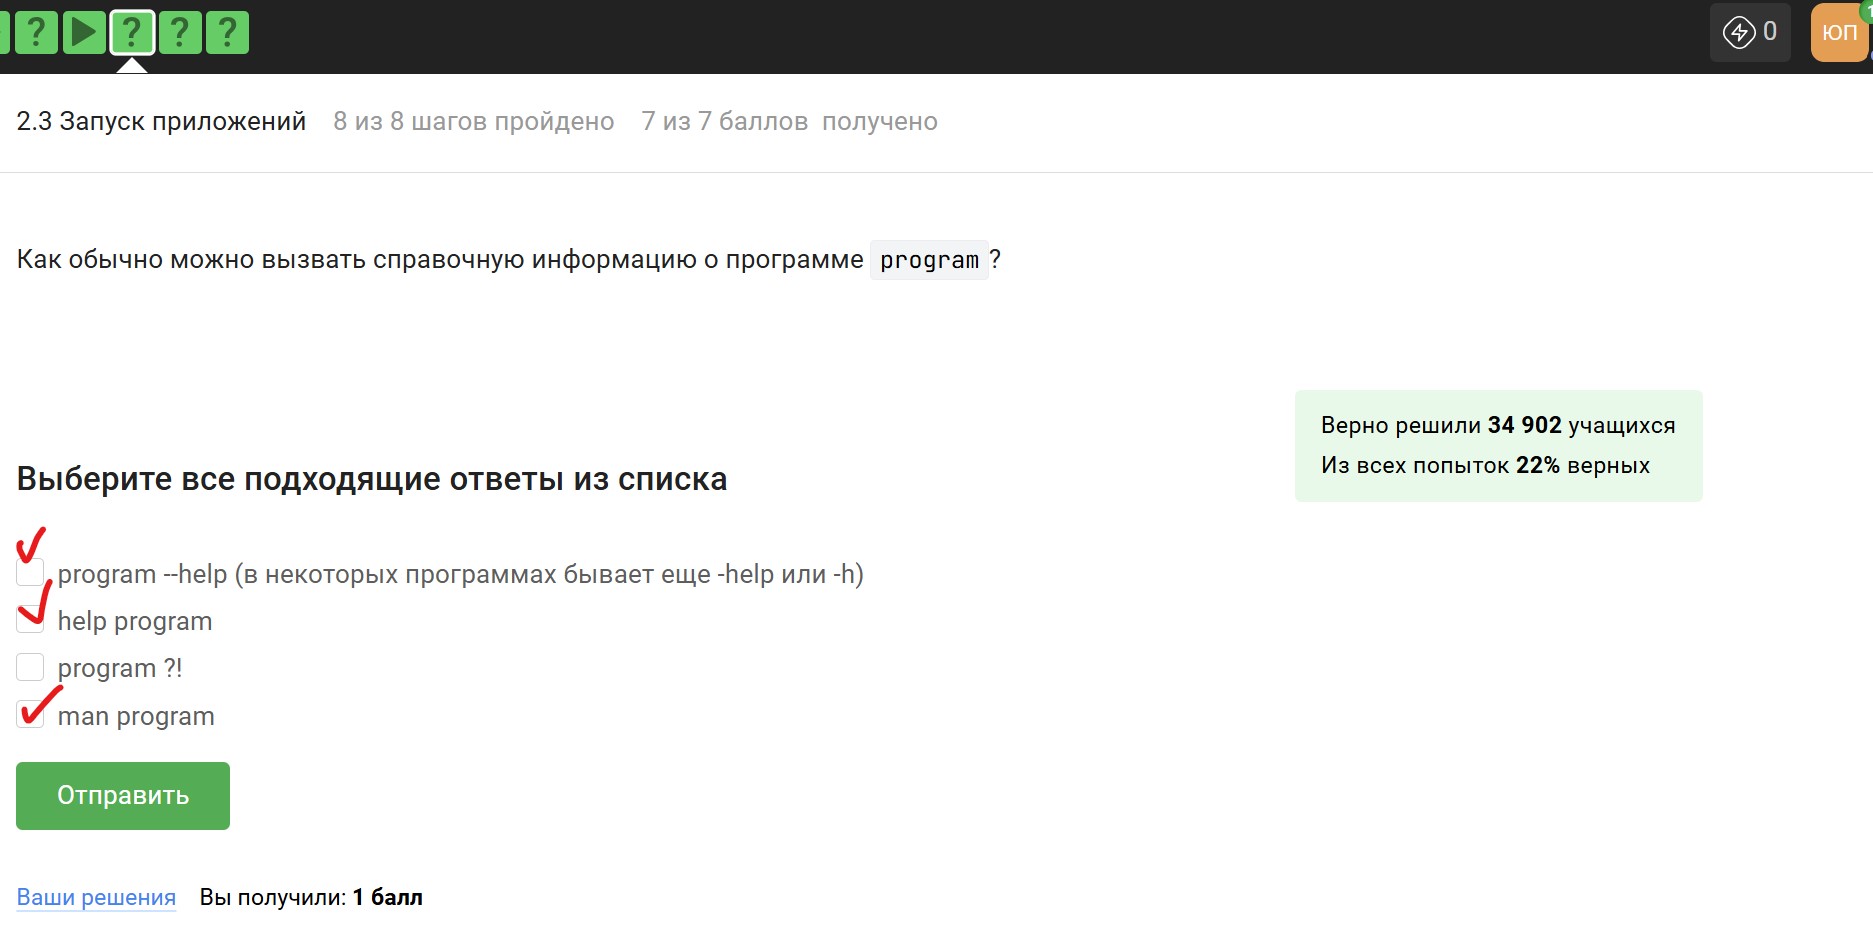 ? ? ? ?
0
ЮП
2.3 Запуск приложений 8 из 8 шагов пройдено 7 из 7 баллов получено
Как обычно можно вызвать справочную информацию о программе program?
Верно решили 34 902 учащихся
Из всех попыток 22% верных
Выберите все подходящие ответы из списка
program --help (в некоторых программах бывает еще -help или -h)
help program
program ?!
man program
Отправить
Ваши решения Вы получили: 1 балл